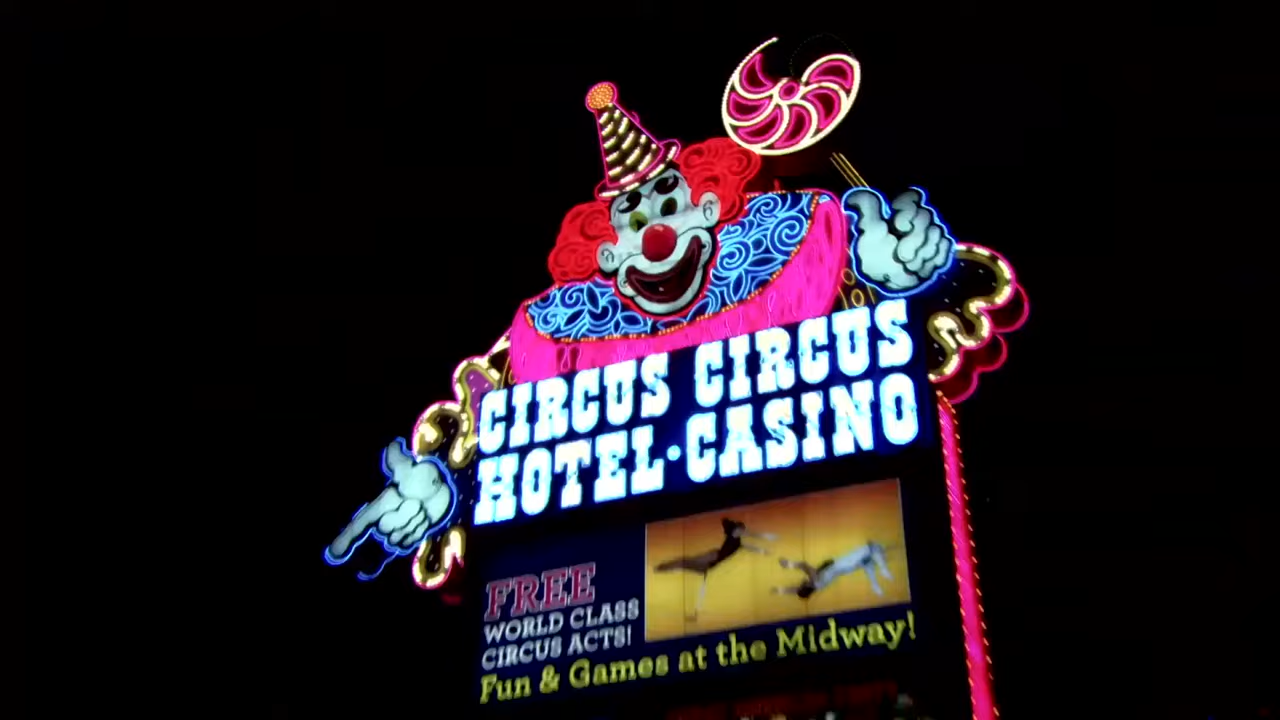 CIRCUS CIRCUS
HOTEL·CASINO
FREE
WORLD CLASS
CIRCUS ACTS!
Fun & Games at the Midway!